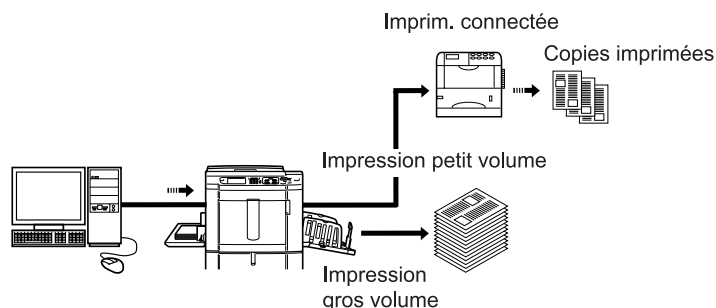 Imprim. connectée
Copies imprimées
Impression petit volume
Impression
gros volume